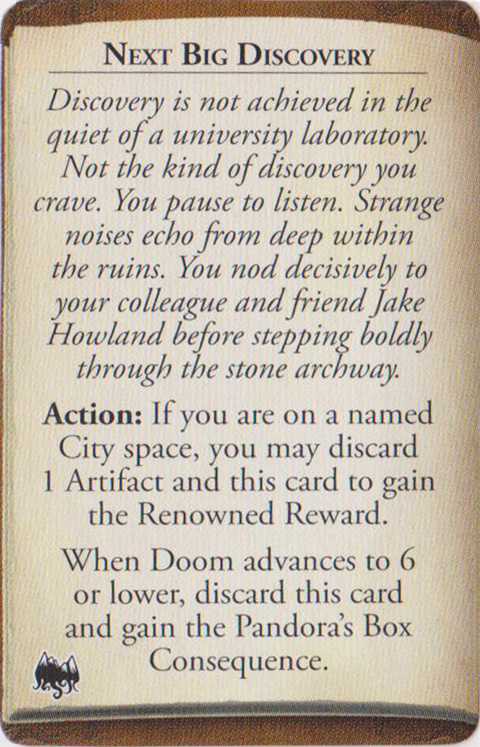 Next Big Discovery
Discovery is not achieved in the
quiet of a university laboratory.
Not the kind of discovery you
crave. You pause to listen. Strange
noises echo from deep within
the ruins. You nod decisively to
your colleague and friend Jake
Howland before stepping boldly
through the stone archway.
Action: If you are on a named
City space, you may discard
1 Artifact and this card to gain
the Renowned Reward.
When Doom advances to 6
or lower, discard this card
and gain the Pandora's Box
Consequence.